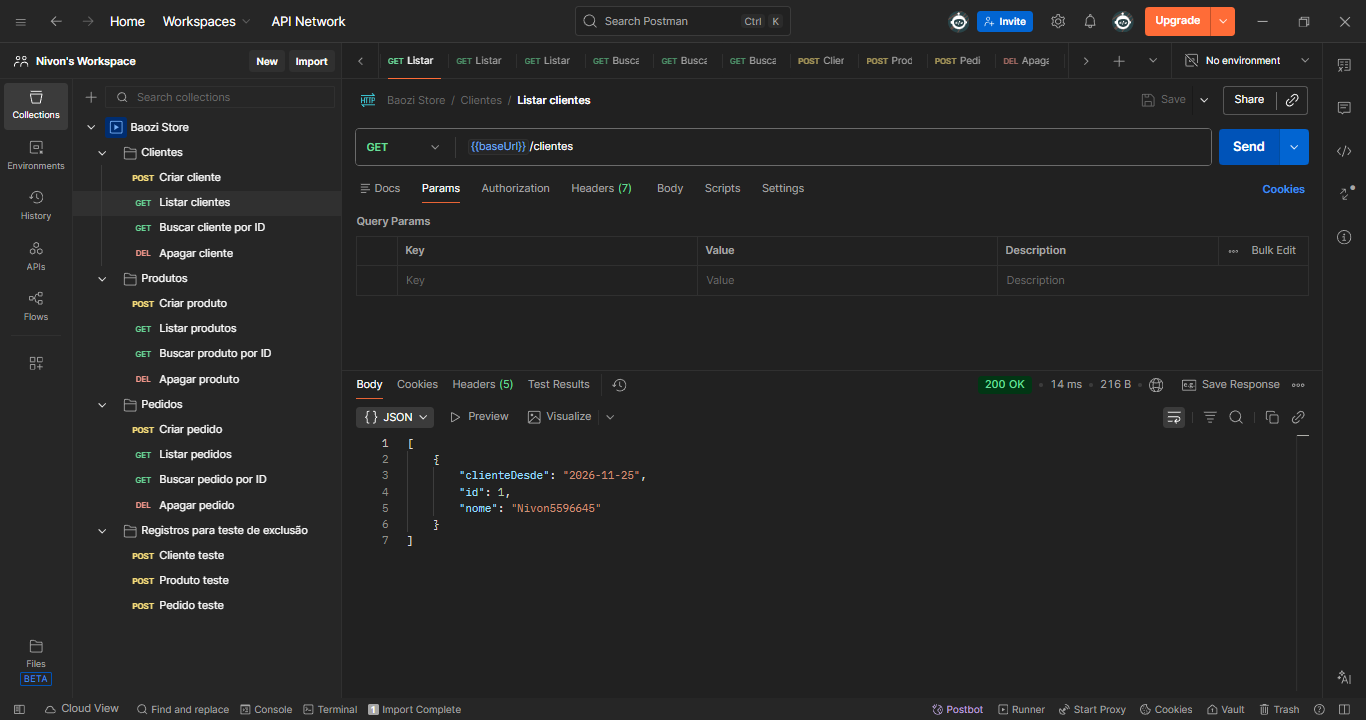 Home Workspaces API Network Search Postman Ctrl K Invite Upgrade
Nivon's Workspace New Import GET Listar GET Listar GET Listar GET Busca GET Busca GET Busca POST Clier POST Prod POST Pedi DEL Apaga No environment
Collections
Environments
History
APIs
Flows
Files
BETA
Search collections
Baozi Store
Clientes
POST Criar cliente
GET Listar clientes
GET Buscar cliente por ID
DEL Apagar cliente
Produtos
POST Criar produto
GET Listar produtos
GET Buscar produto por ID
DEL Apagar produto
Pedidos
POST Criar pedido
GET Listar pedidos
GET Buscar pedido por ID
DEL Apagar pedido
Registros para teste de exclusão
POST Cliente teste
POST Produto teste
POST Pedido teste
HTTP Baozi Store / Clientes / Listar clientes Save Share
GET {{baseUrl}} /clientes Send
Docs Params Authorization Headers (7) Body Scripts Settings Cookies
Query Params
Key Value Description Bulk Edit
Key Value Description
Body Cookies Headers (5) Test Results 200 OK 14 ms 216 B e.g. Save Response
{ } JSON Preview Visualize
1 [
2 {
3 "clienteDesde": "2026-11-25",
4 "id": 1,
5 "nome": "Nivon5596645"
6 }
7 ]
Cloud View Find and replace Console Terminal 1 Import Complete Postbot Runner Start Proxy Cookies Vault Trash
AI